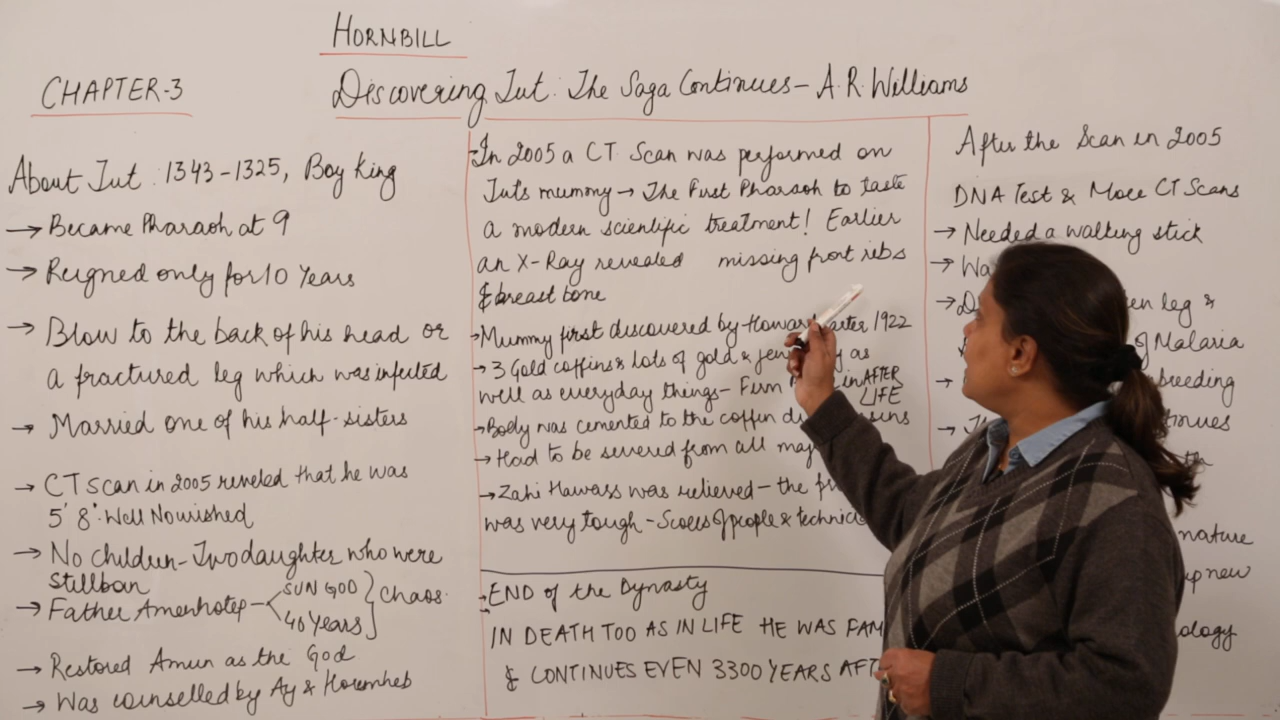 HORNBILL
CHAPTER-3
Discovering Tut: The Saga Continues – A.R. Williams
About Tut: 1343-1325, Boy King
→ Became Pharaoh at 9
→ Reigned only for 10 Years
→ Blow to the back of his head or
a fractured leg which was infected
→ Married one of his half-sisters
→ CT scan in 2005 reveled that he was
5' 8". Well Nourished
→ No children – Two daughter who were
Stillborn
→ Father Amenhotep – SUN GOD
40 Years } Chaos.
→ Restored Amun as the God
→ Was counselled by Ay & Horemheb
In 2005 a CT Scan was performed on
Tut's mummy → The First Pharaoh to taste
a modern scientific treatment! Earlier
an X-Ray revealed missing front ribs
& breast bone
→ Mummy first discovered by Howard Carter 1922
→ 3 Gold coffins & lots of gold & as
well as everyday things – Firm in AFTER
LIFE
→ Body was cemented to the coffin
→ Had to be severed from all
→ Zahi Hawass was relieved – the
was very tough – Scores of people &
→ END of the Dynasty
IN DEATH TOO AS IN LIFE HE WAS
& CONTINUES EVEN 3300 YEARS
After the Scan in 2005
DNA Test & More CT Scans
→ Needed a walking stick
→
→ leg &
of Malaria
→ breeding
→
nature
new